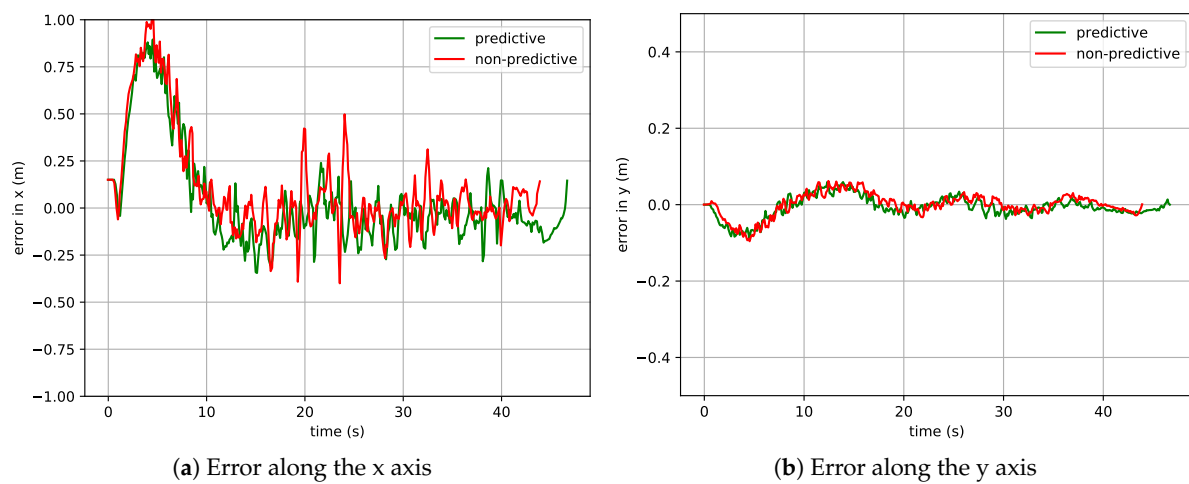 1.00
0.75
0.50
0.25
0.00
−0.25
−0.50
−0.75
−1.00
error in x (m)
0 10 20 30 40
time (s)
predictive
non-predictive
(a) Error along the x axis
0.4
0.2
0.0
−0.2
−0.4
error in y (m)
0 10 20 30 40
time (s)
predictive
non-predictive
(b) Error along the y axis